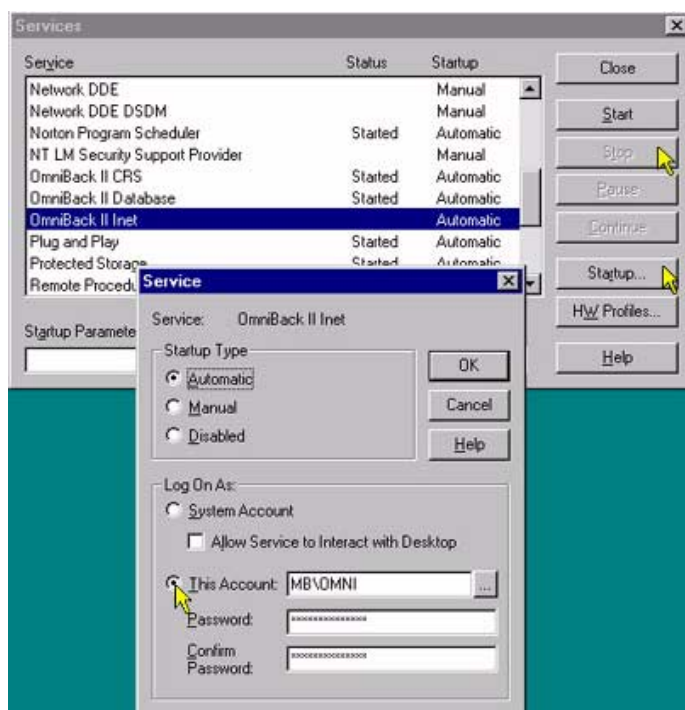 Services
Service Status Startup
Close
Network DDE Manual
Network DDE DSDM Manual
Start
Norton Program Scheduler Started Automatic
NT LM Security Support Provider Manual
Stop
OmniBack II CRS Started Automatic
OmniBack II Database Started Automatic
Pause
OmniBack II Inet Automatic
Continue
Plug and Play Started Automatic
Protected Storage Started Automatic
Startup...
Remote Procedu
HW Profiles...
Startup Paramete
Help
Service
Service: OmniBack II Inet
Startup Type
Automatic
Manual
Disabled
OK
Cancel
Help
Log On As:
System Account
Allow Service to Interact with Desktop
This Account: MB\OMNI ...
Password: **************
Confirm
Password: **************